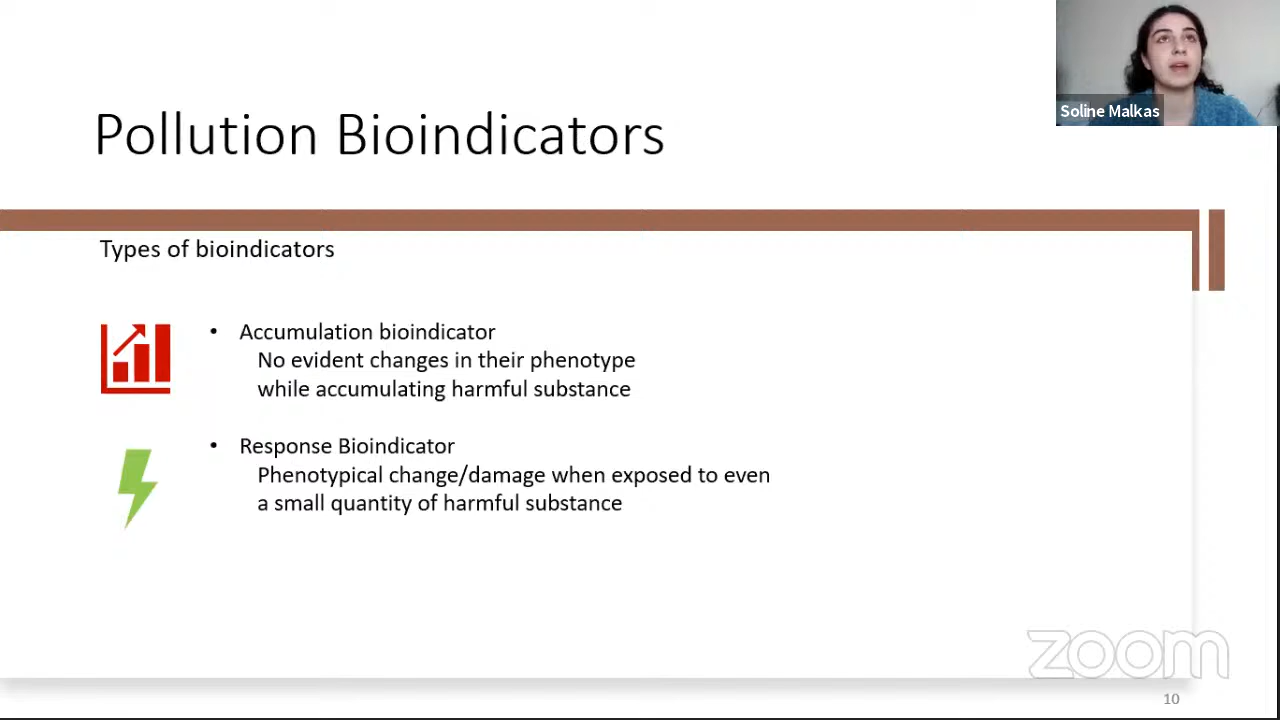 Soline Malkas
Pollution Bioindicators
Types of bioindicators
• Accumulation bioindicator
No evident changes in their phenotype
while accumulating harmful substance
• Response Bioindicator
Phenotypical change/damage when exposed to even
a small quantity of harmful substance
zoom
10